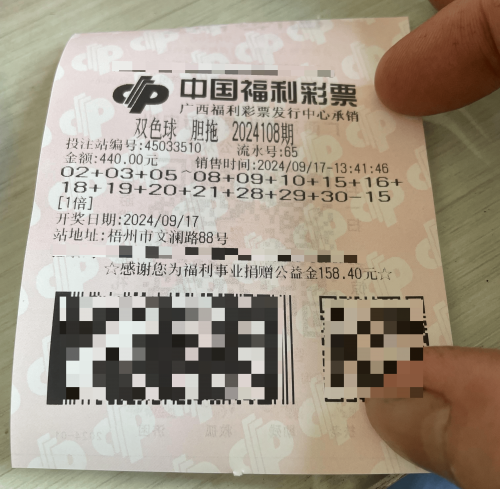 中国福利彩票
广西福利彩票发行中心承销
双色球 胆拖 2024108期
投注站编号:45033510 流水号:65
金额:440.00元 销售时间:2024/09/17-13:41:46
02+03+05~08+09+10+15+16+
18+19+20+21+28+29+30-15
[1倍]
开奖日期:2024/09/17
站地址:梧州市文澜路88号
☆感谢您为福利事业捐赠公益金158.40元☆